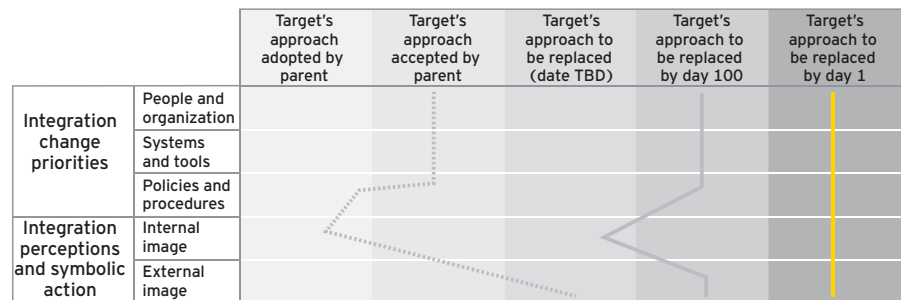 Target's
approach
adopted by
parent
Target's
approach
accepted by
parent
Target's
approach to
be replaced
(date TBD)
Target's
approach to
be replaced
by day 100
Target's
approach to
be replaced
by day 1
Integration
change
priorities
People and
organization
Systems
and tools
Policies and
procedures
Integration
perceptions
and symbolic
action
Internal
image
External
image